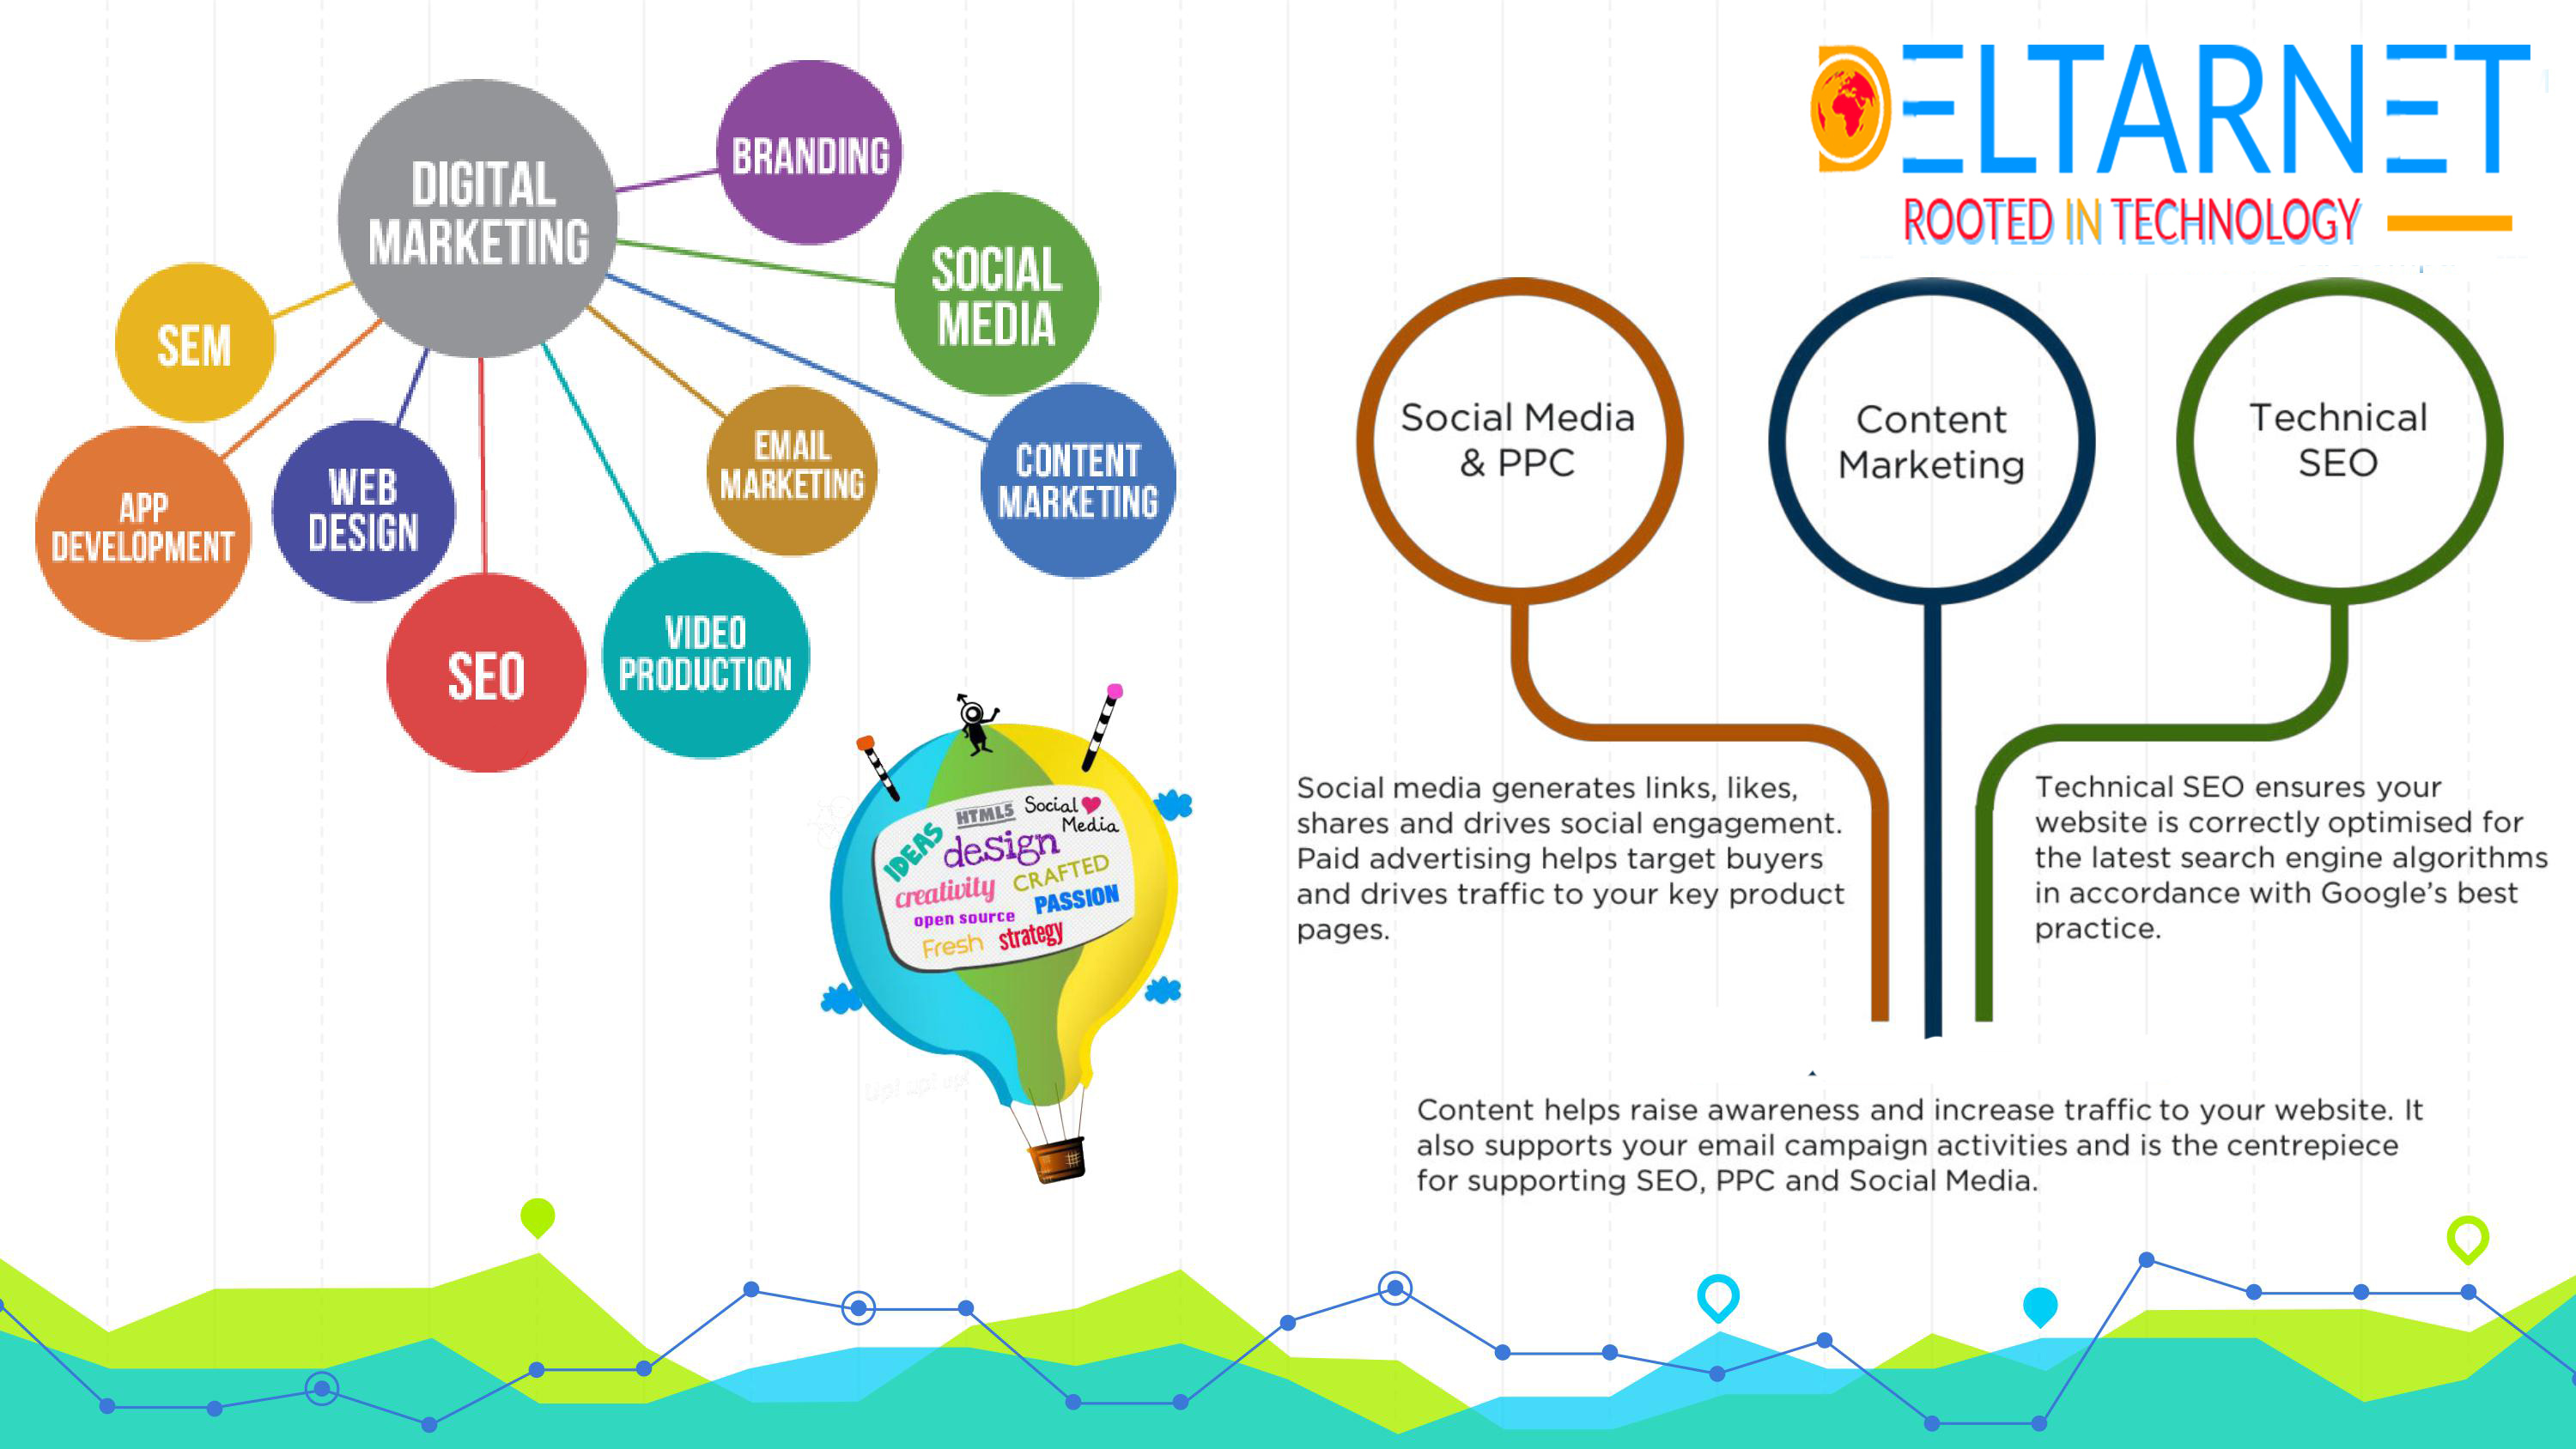 DELTARNET
ROOTED IN TECHNOLOGY
DIGITAL
MARKETING
BRANDING
SOCIAL
MEDIA
CONTENT
MARKETING
EMAIL
MARKETING
VIDEO
PRODUCTION
SEO
WEB
DESIGN
APP
DEVELOPMENT
SEM
IDEAS
HTML5
Social
Media
design
creativity
CRAFTED
open source
PASSION
Fresh
strategy
Social Media
& PPC
Content
Marketing
Technical
SEO
Social media generates links, likes,
shares and drives social engagement.
Paid advertising helps target buyers
and drives traffic to your key product
pages.
Technical SEO ensures your
website is correctly optimised for
the latest search engine algorithms
in accordance with Google's best
practice.
Content helps raise awareness and increase traffic to your website. It
also supports your email campaign activities and is the centrepiece
for supporting SEO, PPC and Social Media.